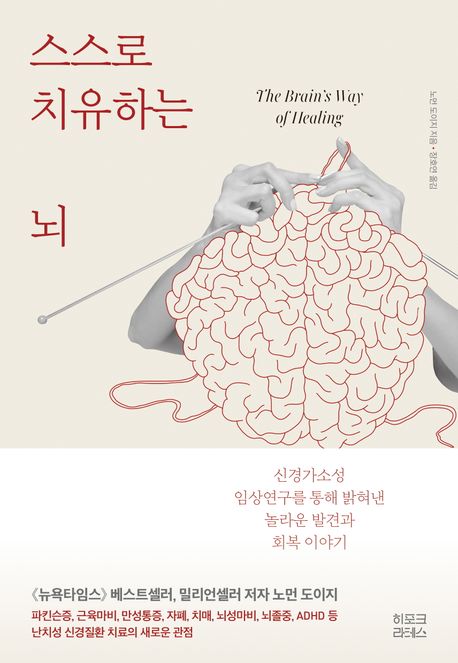 스스로
치유하는
뇌
The Brain's Way
of Healing
노먼 도이지 지음 • 장호연 옮김
신경가소성
임상연구를 통해 밝혀낸
놀라운 발견과
회복 이야기
《뉴욕타임스》 베스트셀러, 밀리언셀러 저자 노먼 도이지
파킨슨증, 근육마비, 만성통증, 자폐, 치매, 뇌성마비, 뇌졸중, ADHD 등
난치성 신경질환 치료의 새로운 관점
히포크
라테스